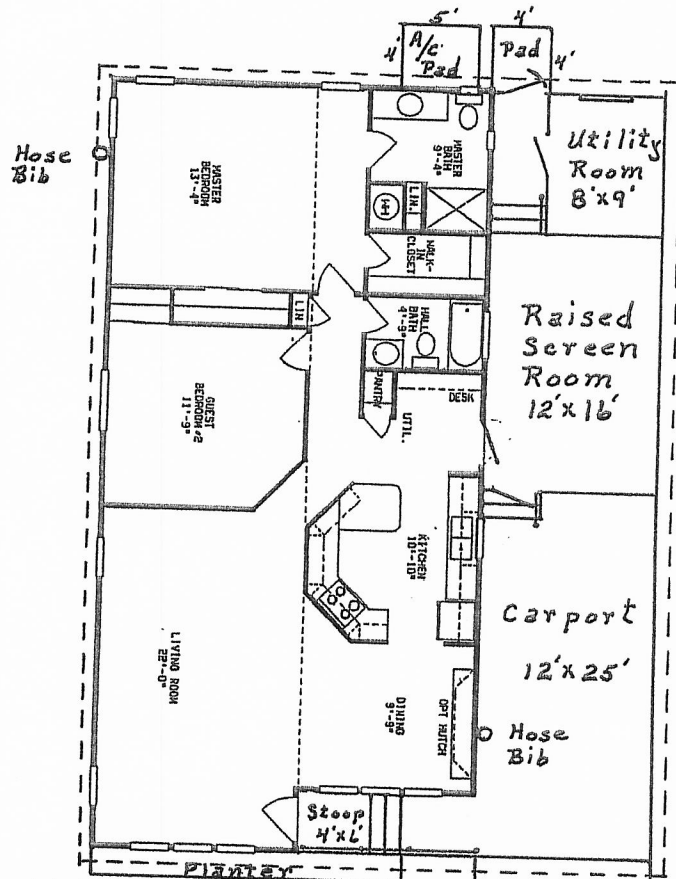 5'
4'
4'
A/C
Pad
Pad
4'
Hose
Bib
MASTER
BEDROOM
13'-4"
MASTER
BATH
9'-4"
LIN.
WH
WALK-
IN
CLOSET
Utility
Room
8'x9'
LIN
HALL
BATH
4'-9"
Raised
Screen
Room
12'x16'
GUEST
BEDROOM #2
11'-9"
PANTRY
DESK
UTIL.
KITCHEN
10'-10"
Carport
12'x25'
LIVING ROOM
22'-0"
DINING
9'-9"
OPT HUTCH
Hose
Bib
Stoop
Planter